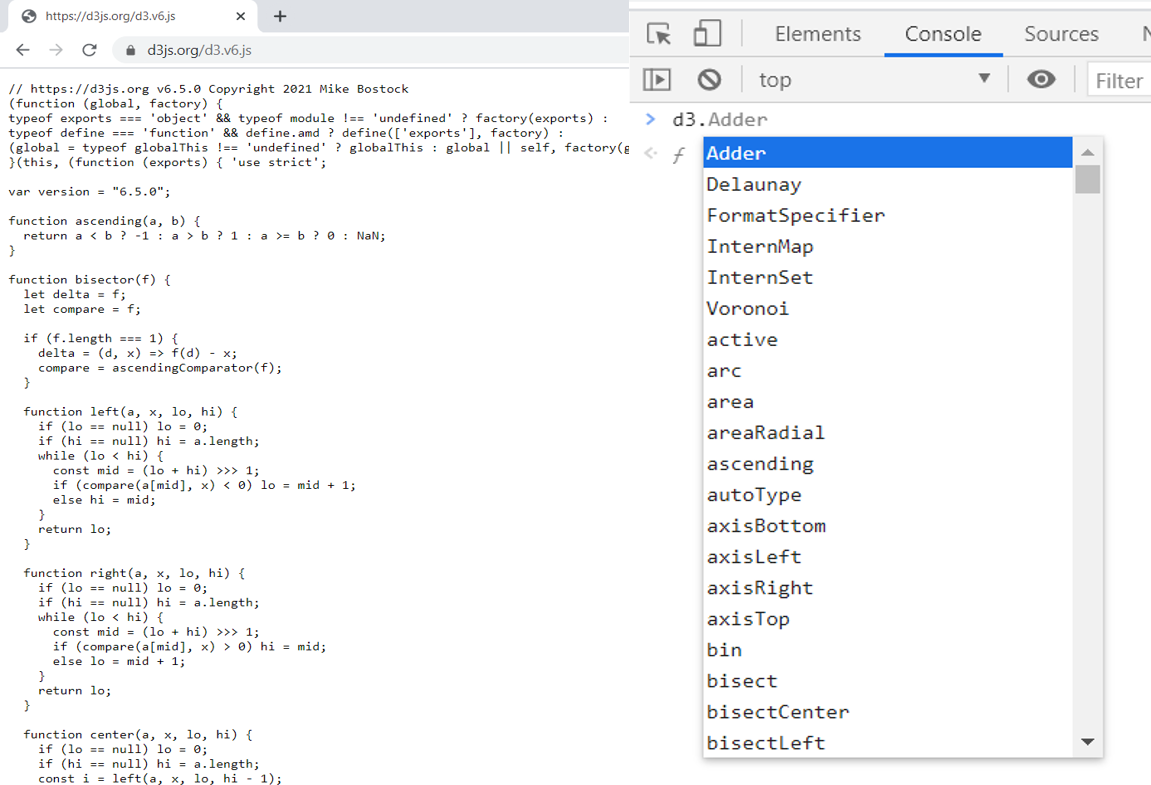 https://d3js.org/d3.v6.js
d3js.org/d3.v6.js
// https://d3js.org v6.5.0 Copyright 2021 Mike Bostock
(function (global, factory) {
typeof exports === 'object' && typeof module !== 'undefined' ? factory(exports) :
typeof define === 'function' && define.amd ? define(['exports'], factory) :
(global = typeof globalThis !== 'undefined' ? globalThis : global || self, factory(g
}(this, (function (exports) { 'use strict';
var version = "6.5.0";
function ascending(a, b) {
return a < b ? -1 : a > b ? 1 : a >= b ? 0 : NaN;
}
function bisector(f) {
let delta = f;
let compare = f;
if (f.length === 1) {
delta = (d, x) => f(d) - x;
compare = ascendingComparator(f);
}
function left(a, x, lo, hi) {
if (lo == null) lo = 0;
if (hi == null) hi = a.length;
while (lo < hi) {
const mid = (lo + hi) >>> 1;
if (compare(a[mid], x) < 0) lo = mid + 1;
else hi = mid;
}
return lo;
}
function right(a, x, lo, hi) {
if (lo == null) lo = 0;
if (hi == null) hi = a.length;
while (lo < hi) {
const mid = (lo + hi) >>> 1;
if (compare(a[mid], x) > 0) hi = mid;
else lo = mid + 1;
}
return lo;
}
function center(a, x, lo, hi) {
if (lo == null) lo = 0;
if (hi == null) hi = a.length;
const i = left(a, x, lo, hi - 1);
Elements Console Sources N
top Filter
> d3.Adder
f
Adder
Delaunay
FormatSpecifier
InternMap
InternSet
Voronoi
active
arc
area
areaRadial
ascending
autoType
axisBottom
axisLeft
axisRight
axisTop
bin
bisect
bisectCenter
bisectLeft